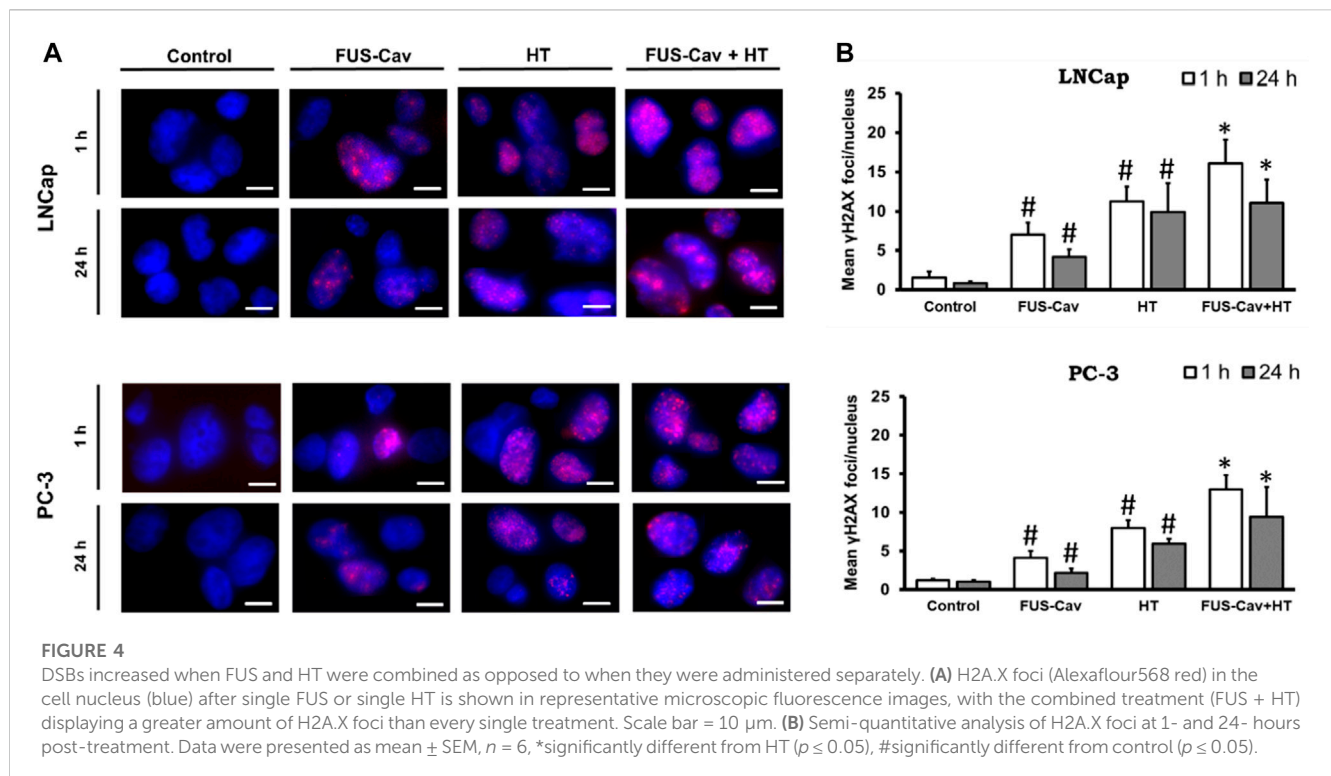 A
Control FUS-Cav HT FUS-Cav + HT
LNCap
1 h
24 h
PC-3
1 h
24 h
B
LNCap
1 h 24 h
Mean γH2AX foci/nucleus
25
20
15
10
5
0
# # # # * *
Control FUS-Cav HT FUS-Cav+HT
PC-3
1 h 24 h
Mean γH2AX foci/nucleus
25
20
15
10
5
0
# # # # * *
Control FUS-Cav HT FUS-Cav+HT
FIGURE 4
DSBs increased when FUS and HT were combined as opposed to when they were administered separately. (A) H2A.X foci (Alexaflour568 red) in the
cell nucleus (blue) after single FUS or single HT is shown in representative microscopic fluorescence images, with the combined treatment (FUS + HT)
displaying a greater amount of H2A.X foci than every single treatment. Scale bar = 10 μm. (B) Semi-quantitative analysis of H2A.X foci at 1- and 24- hours
post-treatment. Data were presented as mean ± SEM, n = 6, *significantly different from HT (p ≤ 0.05), #significantly different from control (p ≤ 0.05).